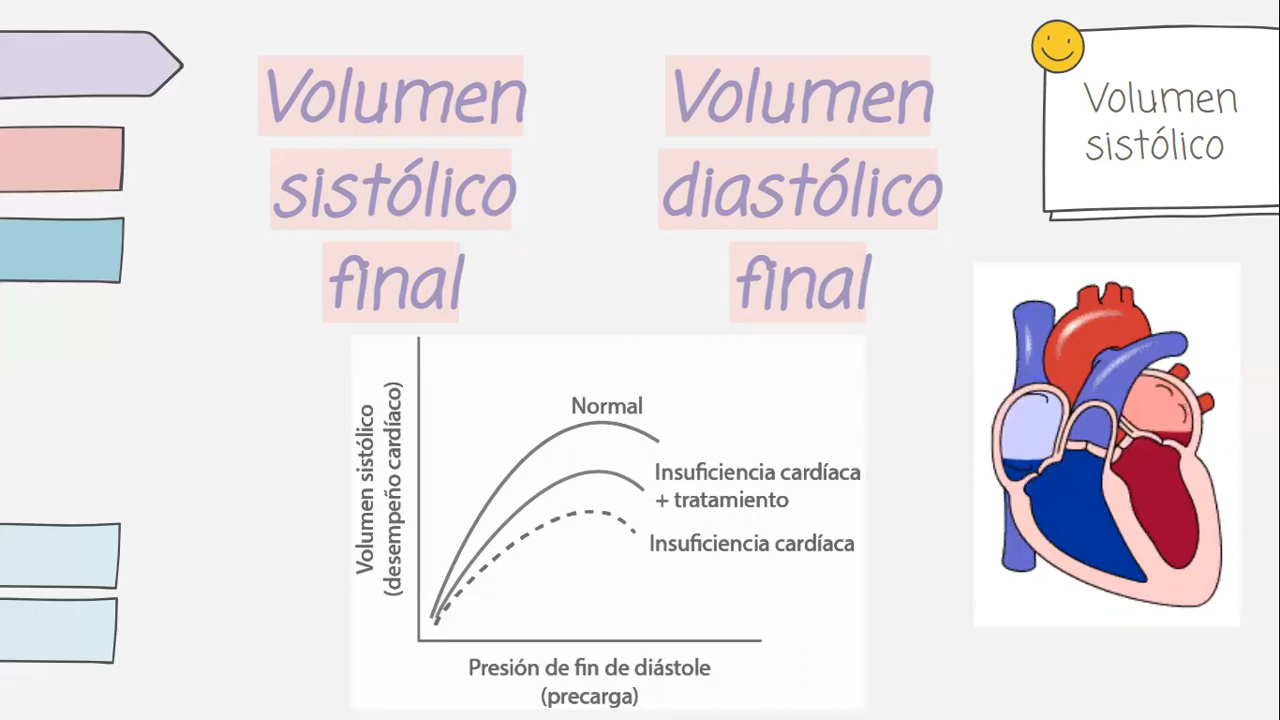 Volumen
sistólico
final
Volumen
diastólico
final
Volumen
sistólico
Volumen sistólico
(desempeño cardíaco)
Normal
Insuficiencia cardíaca
+ tratamiento
Insuficiencia cardíaca
Presión de fin de diástole
(precarga)